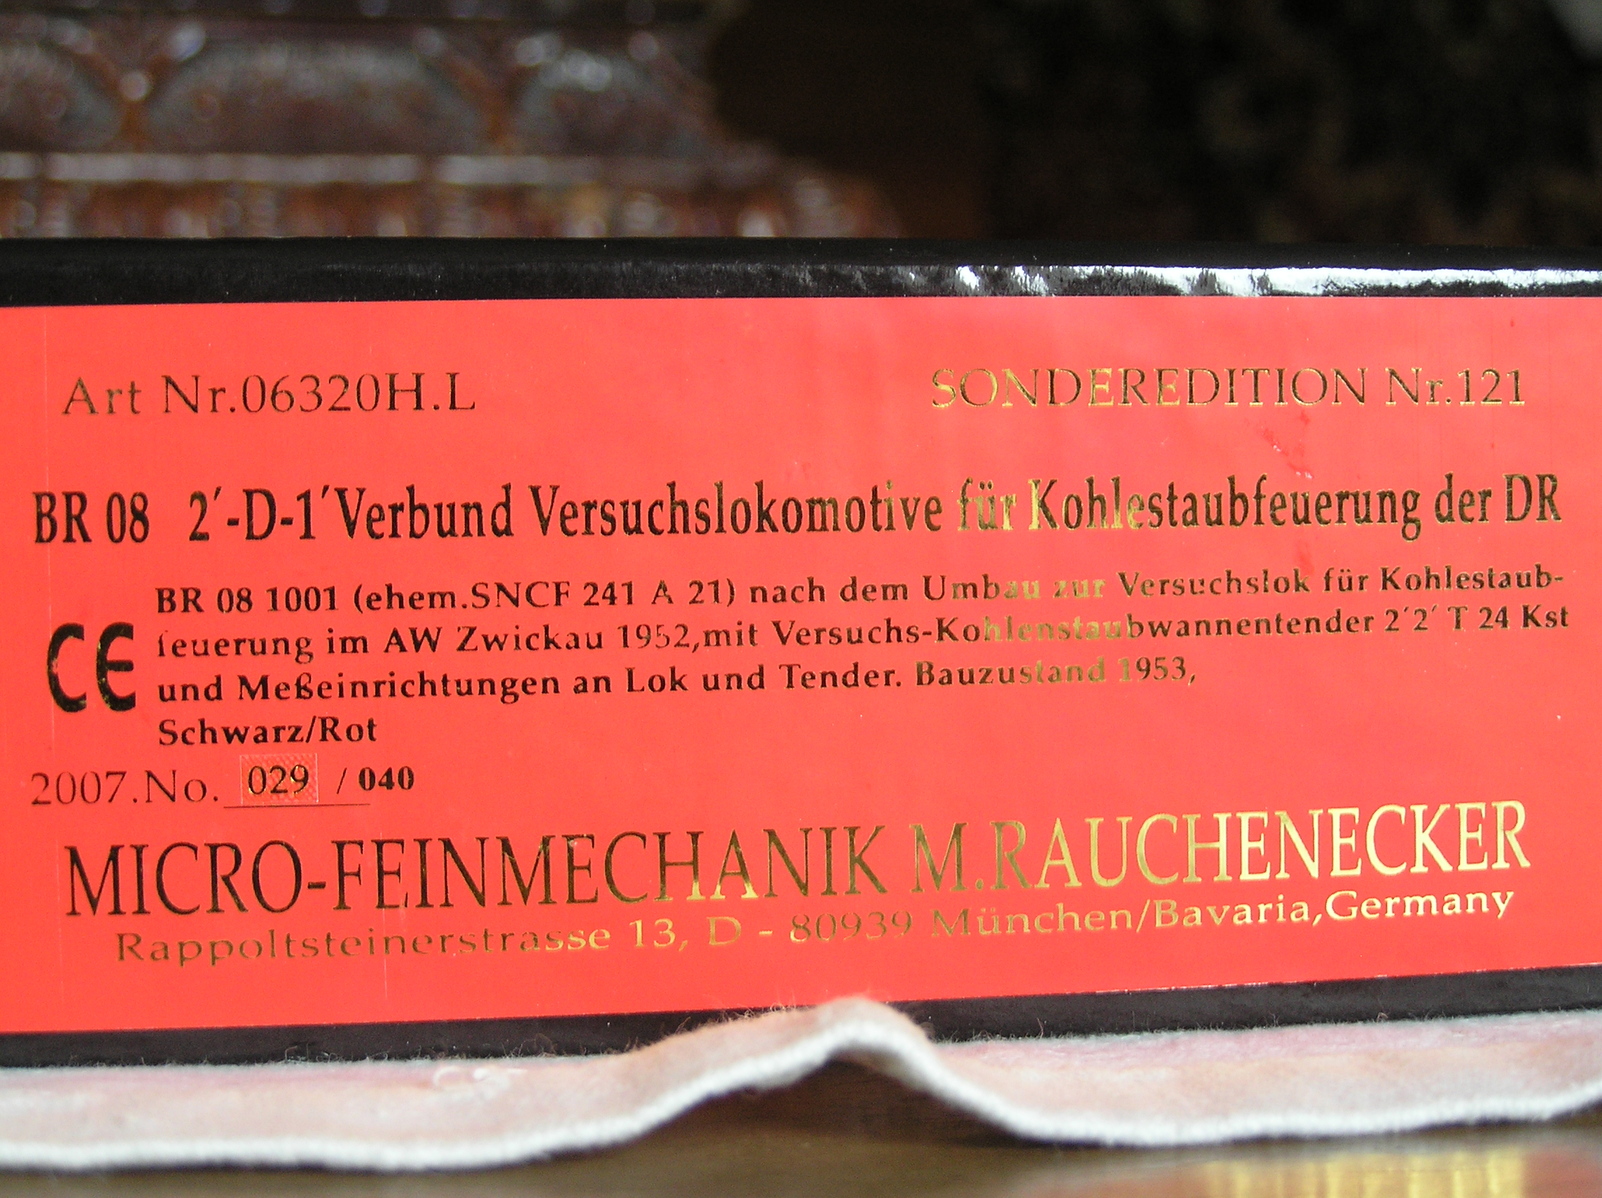 Art Nr.06320H.L SONDEREDITION Nr.121
BR 08 2´-D-1´Verbund Versuchslokomotive für Kohlestaubfeuerung der DR
BR 08 1001 (ehem.SNCF 241 A 21) nach dem Umbau zur Versuchslok für Kohlestaub-
feuerung im AW Zwickau 1952,mit Versuchs-Kohlenstaubwannentender 2´2´ T 24 Kst
CE und Meßeinrichtungen an Lok und Tender. Bauzustand 1953,
Schwarz/Rot
2007.No. 029 / 040
MICRO-FEINMECHANIK M.RAUCHENECKER
Rappoltsteinerstrasse 13, D - 80939 München/Bavaria,Germany